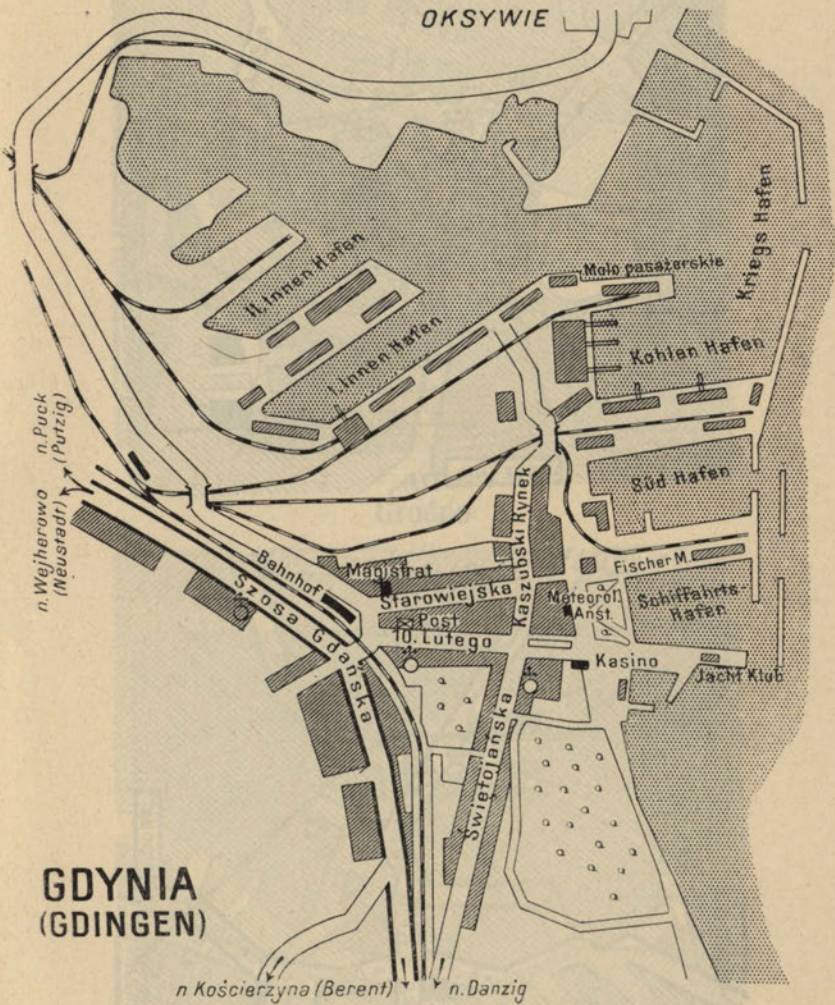 OKSYWIE
Kriegs Hafen
Molo pasażerskie
II. Innen Hafen
I. Innen Hafen
Kohlen Hafen
n. Puck
(Putzig)
n. Wejherowo
(Neustadt)
Süd Hafen
Kaszubski Rynek
Fischer M.
Bahnhof
Magistrat
Starowiejska
Meteorol.
Anst.
Schiffahrts
Hafen
Szosa Gdańska
Post
10. Lutego
Kasino
Jacht Klub
Świętojańska
GDYNIA
(GDINGEN)
n Kościerzyna (Berent)
n. Danzig